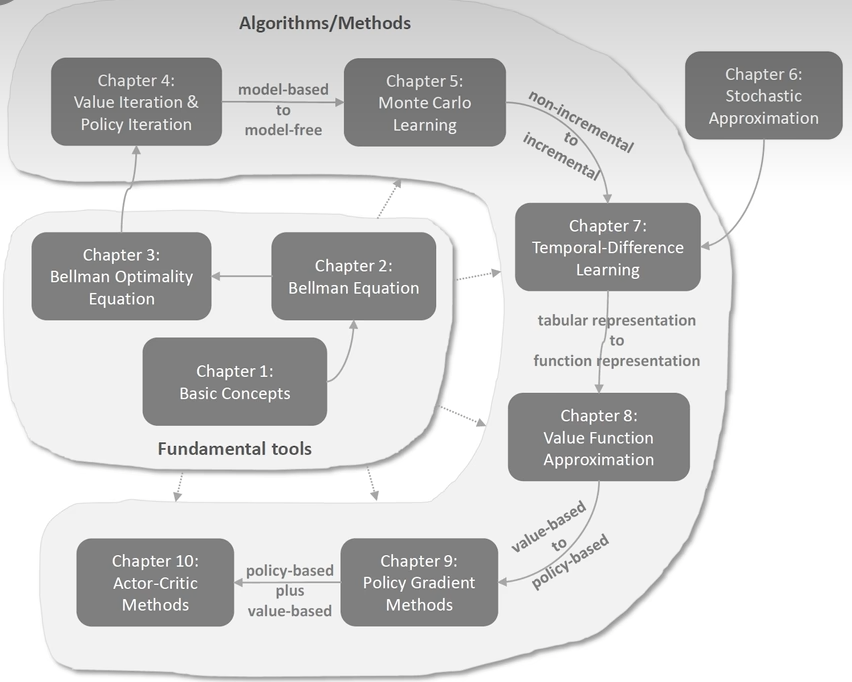 Algorithms/Methods
Chapter 4:
Value Iteration &
Policy Iteration
model-based
to
model-free
Chapter 5:
Monte Carlo
Learning
non-incremental
to
incremental
Chapter 6:
Stochastic
Approximation
Chapter 7:
Temporal-Difference
Learning
Chapter 3:
Bellman Optimality
Equation
Chapter 2:
Bellman Equation
Chapter 1:
Basic Concepts
Fundamental tools
tabular representation
to
function representation
Chapter 8:
Value Function
Approximation
value-based
to
policy-based
Chapter 9:
Policy Gradient
Methods
policy-based
plus
value-based
Chapter 10:
Actor-Critic
Methods